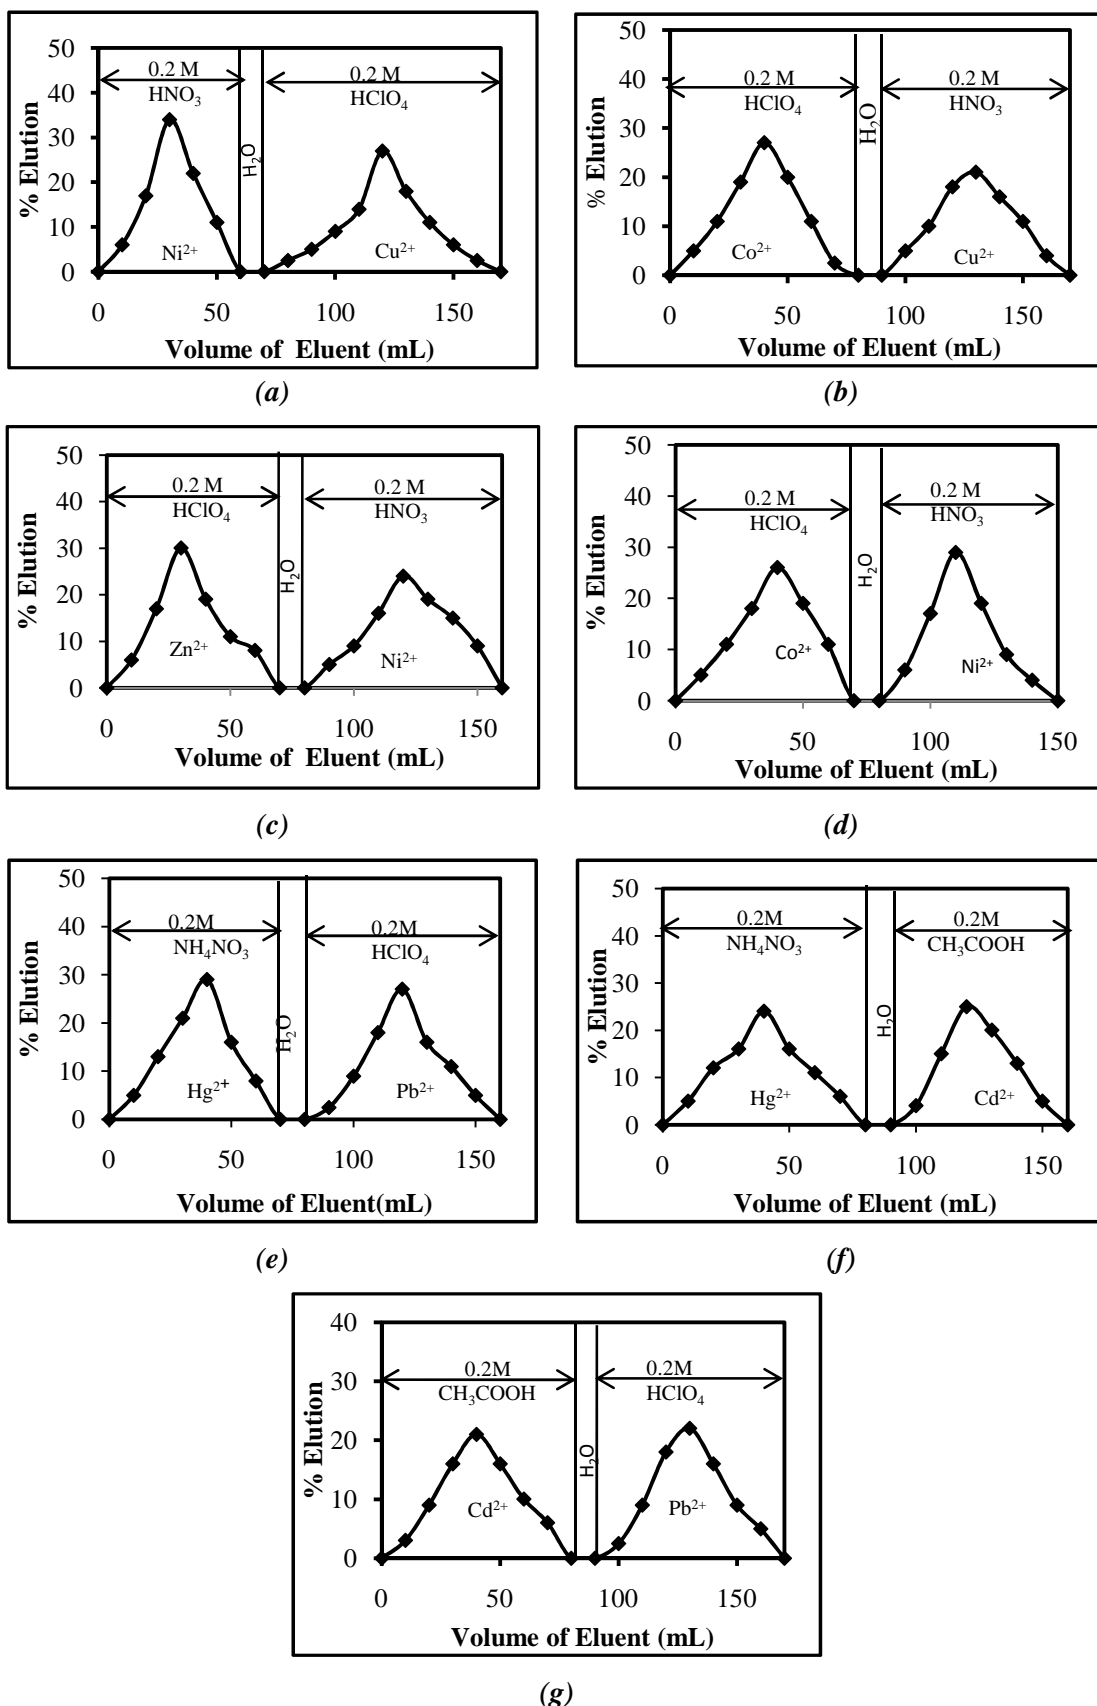 50
40
30
20
10
0
% Elution
0.2 M
HNO₃
H₂O
0.2 M
HClO₄
Ni²⁺
Cu²⁺
0 50 100 150
Volume of Eluent (mL)
(a)
50
40
30
20
10
0
% Elution
0.2 M
HClO₄
H₂O
0.2 M
HNO₃
Co²⁺
Cu²⁺
0 50 100 150
Volume of Eluent (mL)
(b)
50
40
30
20
10
0
% Elution
0.2 M
HClO₄
H₂O
0.2 M
HNO₃
Zn²⁺
Ni²⁺
0 50 100 150
Volume of Eluent (mL)
(c)
50
40
30
20
10
0
% Elution
0.2 M
HClO₄
H₂O
0.2 M
HNO₃
Co²⁺
Ni²⁺
0 50 100 150
Volume of Eluent (mL)
(d)
50
40
30
20
10
0
% Elution
0.2M
NH₄NO₃
H₂O
0.2M
HClO₄
Hg²⁺
Pb²⁺
0 50 100 150
Volume of Eluent(mL)
(e)
50
40
30
20
10
0
% Elution
0.2M
NH₄NO₃
H₂O
0.2M
CH₃COOH
Hg²⁺
Cd²⁺
0 50 100 150
Volume of Eluent (mL)
(f)
40
30
20
10
0
% Elution
0.2M
CH₃COOH
H₂O
0.2M
HClO₄
Cd²⁺
Pb²⁺
0 50 100 150
Volume of Eluent (mL)
(g)